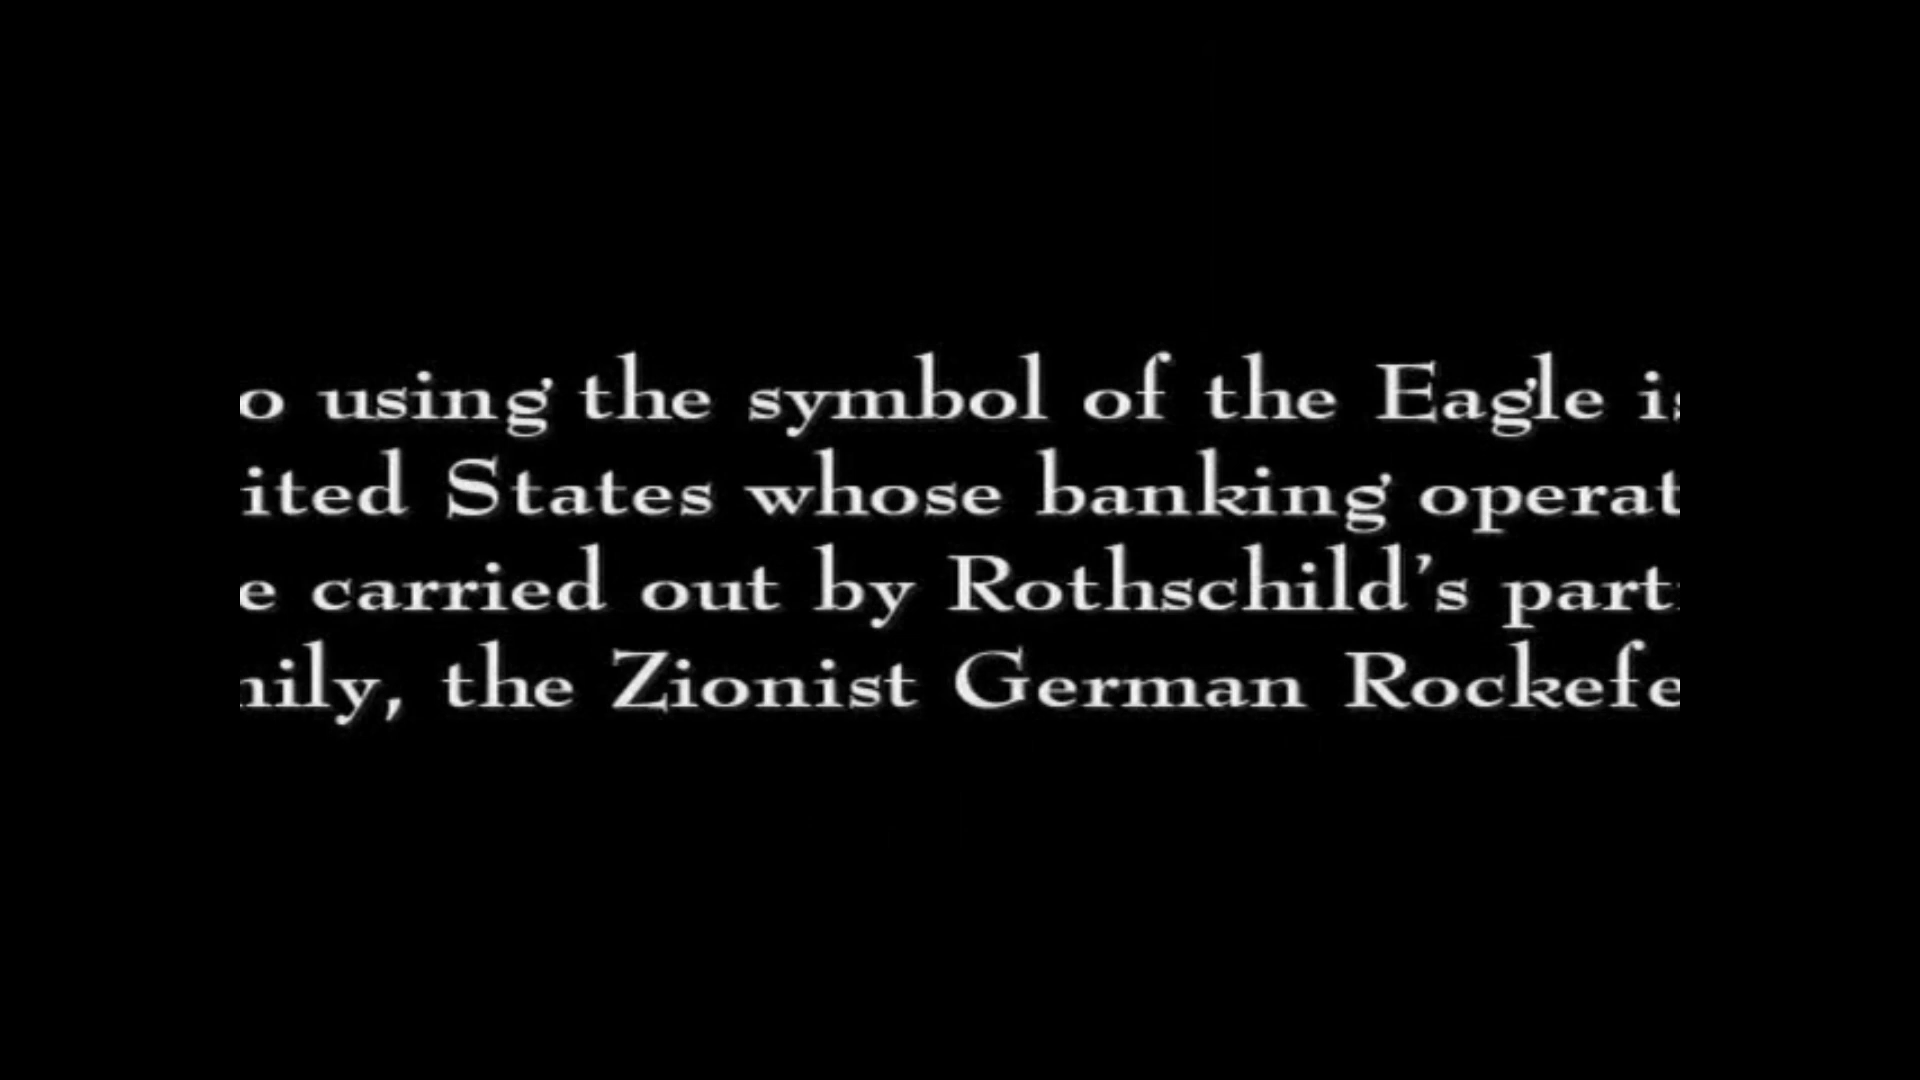 o using the symbol of the Eagle is
ited States whose banking operat
e carried out by Rothschild's part
ily, the Zionist German Rockefe